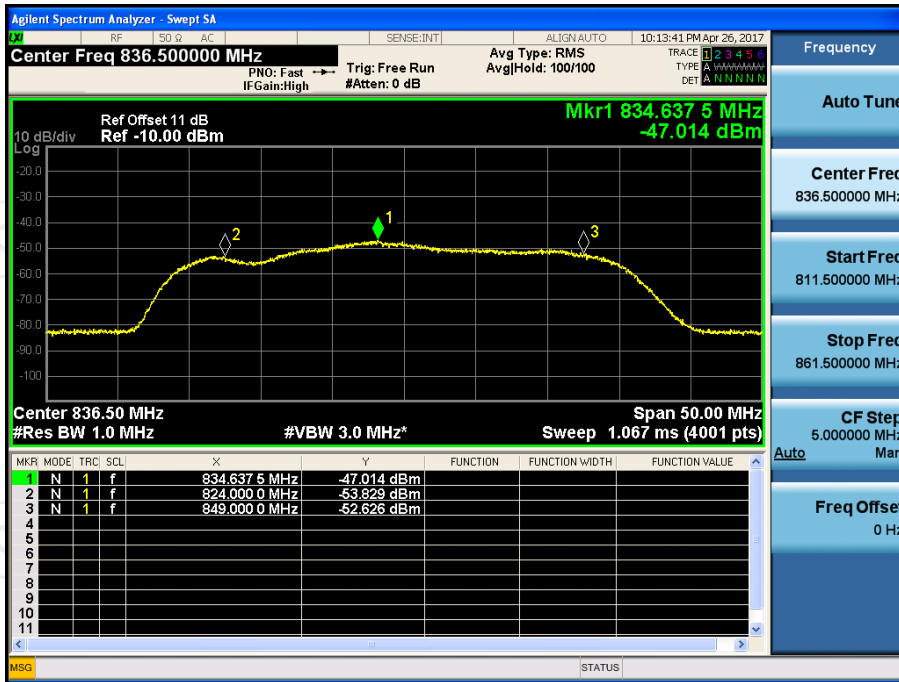 Agilent Spectrum Analyzer - Swept SA
LXI RF 50 Ω AC SENSE:INT ALIGN AUTO 10:13:41 PM Apr 26, 2017
Center Freq 836.500000 MHz
PNO: Fast
IFGain:High
Trig: Free Run
#Atten: 0 dB
Avg Type: RMS
Avg|Hold: 100/100
TRACE 1 2 3 4 5 6
TYPE A WWWWW
DET A N N N N N
Mkr1 834.637 5 MHz
-47.014 dBm
10 dB/div
Log
Ref Offset 11 dB
Ref -10.00 dBm
-20.0
-30.0
-40.0
-50.0
-60.0
-70.0
-80.0
-90.0
-100
1
2
3
Center 836.50 MHz
#Res BW 1.0 MHz
#VBW 3.0 MHz*
Span 50.00 MHz
Sweep 1.067 ms (4001 pts)
MKR MODE TRC SCL X Y FUNCTION FUNCTION WIDTH FUNCTION VALUE
1 N 1 f 834.637 5 MHz -47.014 dBm
2 N 1 f 824.000 0 MHz -53.829 dBm
3 N 1 f 849.000 0 MHz -52.626 dBm
4
5
6
7
8
9
10
11
MSG STATUS
Frequency
Auto Tune
Center Freq
836.500000 MHz
Start Freq
811.500000 MHz
Stop Freq
861.500000 MHz
CF Step
5.000000 MHz
Auto Man
Freq Offset
0 Hz